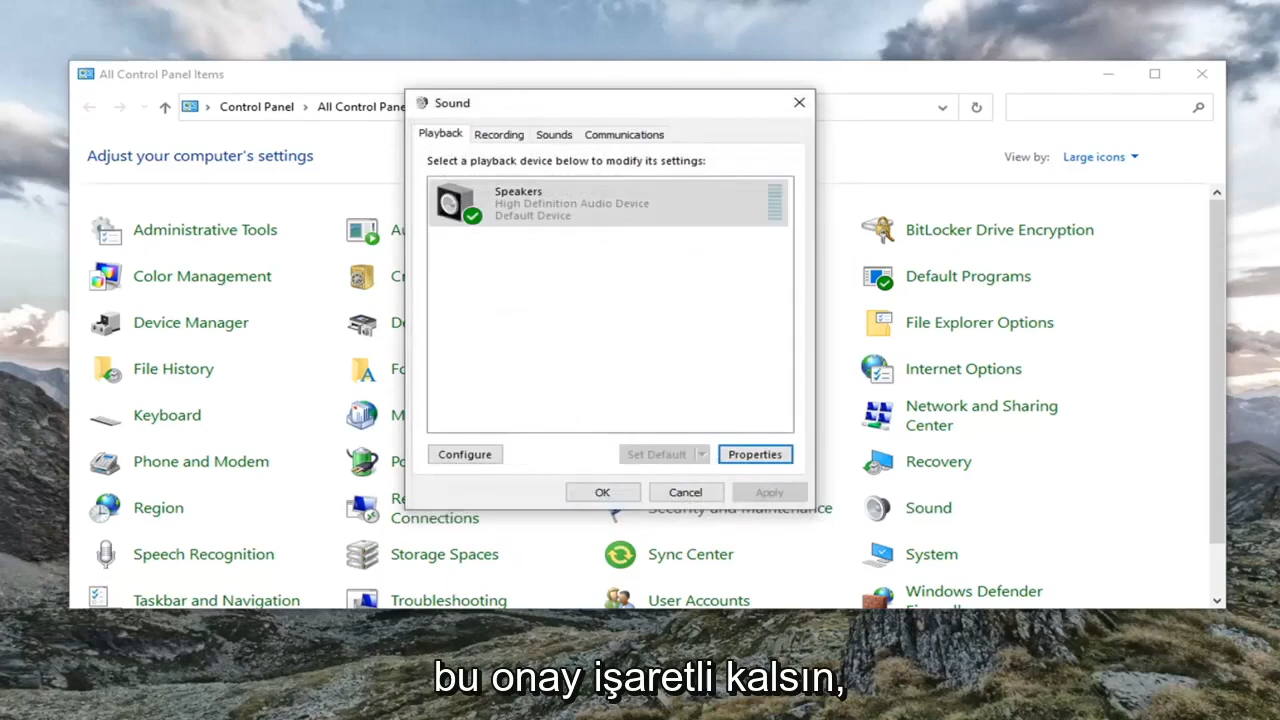 All Control Panel Items
Control Panel
All Control Pane
Adjust your computer's settings
View by:
Large icons
Sound
Playback
Recording
Sounds
Communications
Select a playback device below to modify its settings:
Speakers
High Definition Audio Device
Default Device
Configure
Set Default
Properties
OK
Cancel
Apply
Administrative Tools
BitLocker Drive Encryption
Color Management
Default Programs
Device Manager
File Explorer Options
File History
Internet Options
Keyboard
Network and Sharing
Center
Phone and Modem
Recovery
Region
Connections
Security and Maintenance
Sound
Speech Recognition
Storage Spaces
Sync Center
System
Taskbar and Navigation
Troubleshooting
User Accounts
Windows Defender
bu onay işaretli kalsın,